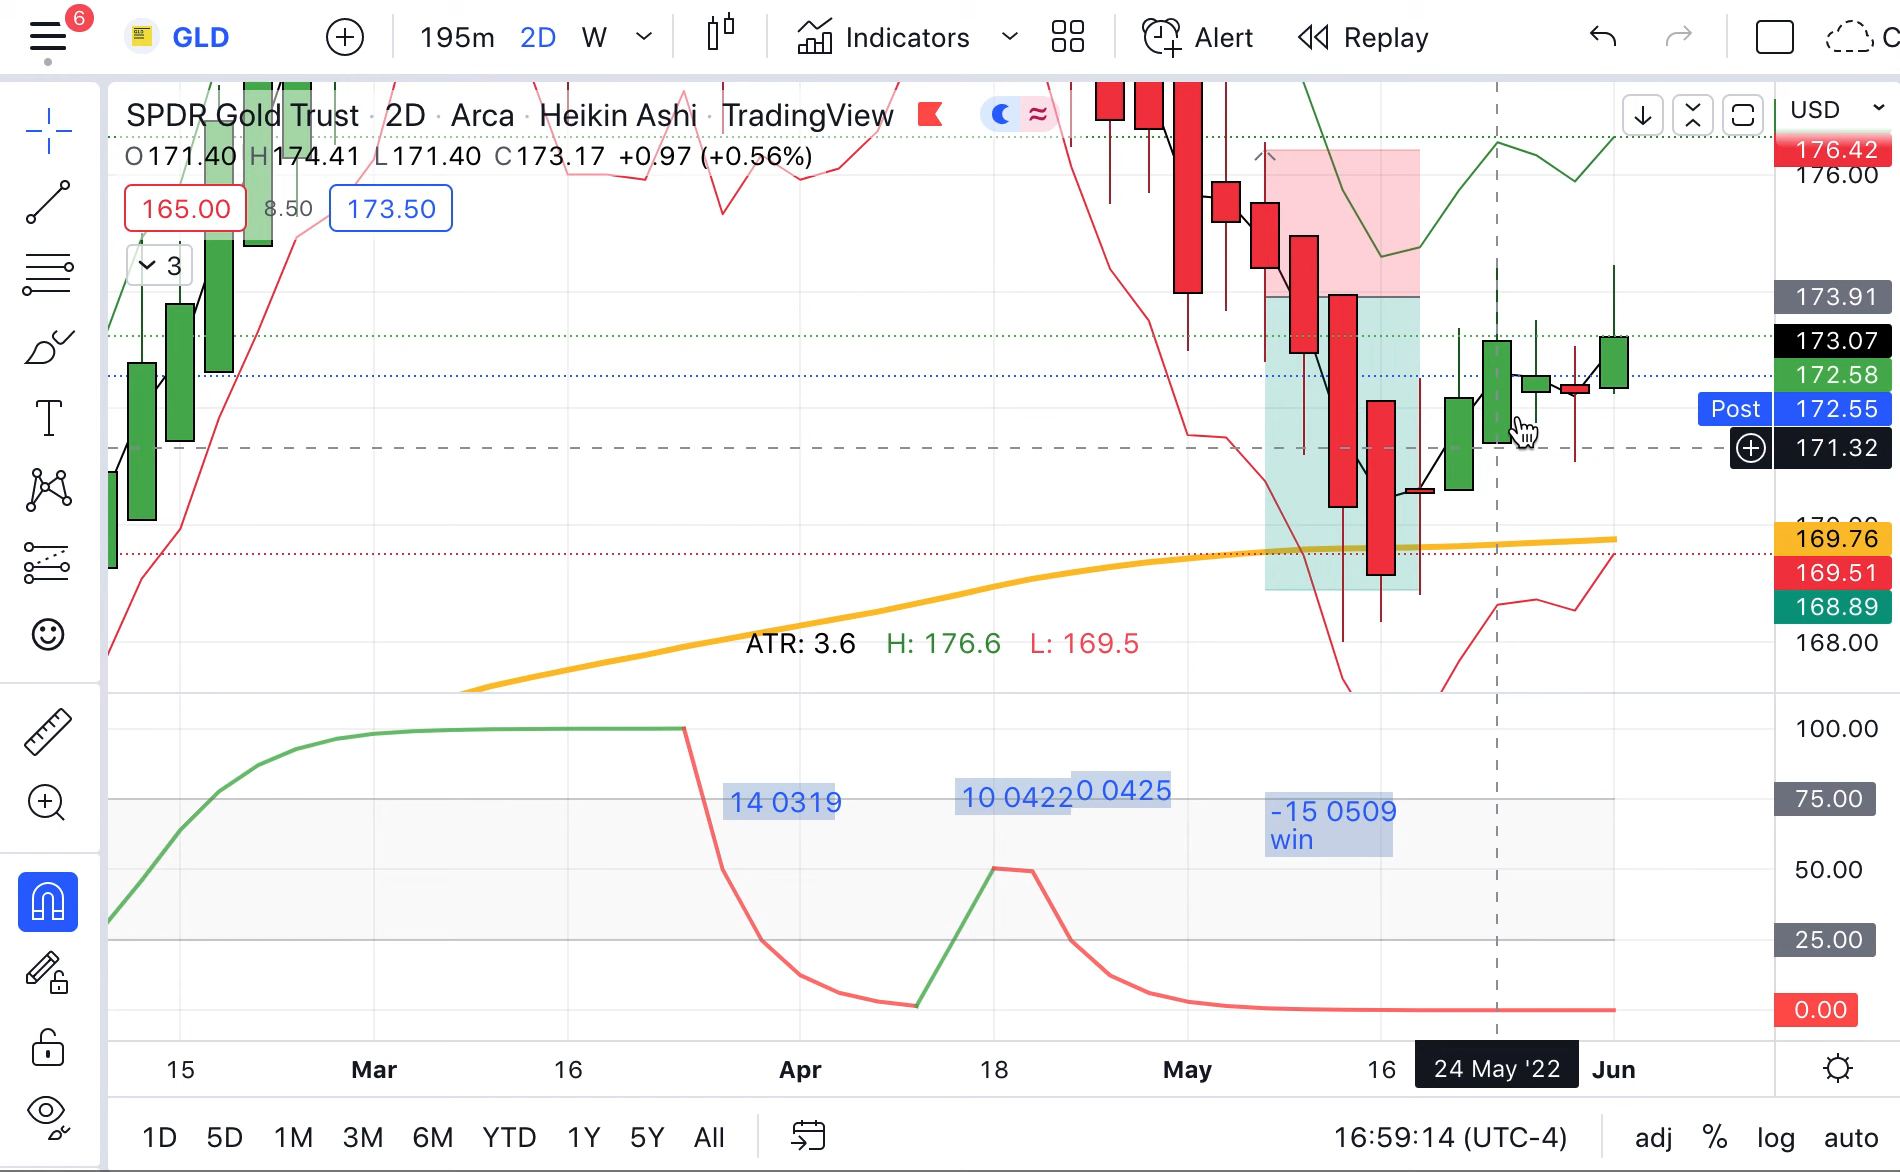 6
GLD
195m 2D W
Indicators
Alert
Replay
C
SPDR Gold Trust · 2D · Arca · Heikin Ashi · TradingView
O171.40 H174.41 L171.40 C173.17 +0.97 (+0.56%)
165.00 8.50 173.50
3
USD
176.42
176.00
173.91
173.07
172.58
Post 172.55
171.32
170.00
169.76
169.51
168.89
168.00
ATR: 3.6 H: 176.6 L: 169.5
100.00
75.00
50.00
25.00
0.00
14 0319
10 0422
0 0425
-15 0509
win
15 Mar 16 Apr 18 May 16 24 May '22 Jun
1D 5D 1M 3M 6M YTD 1Y 5Y All
16:59:14 (UTC-4)
adj % log auto